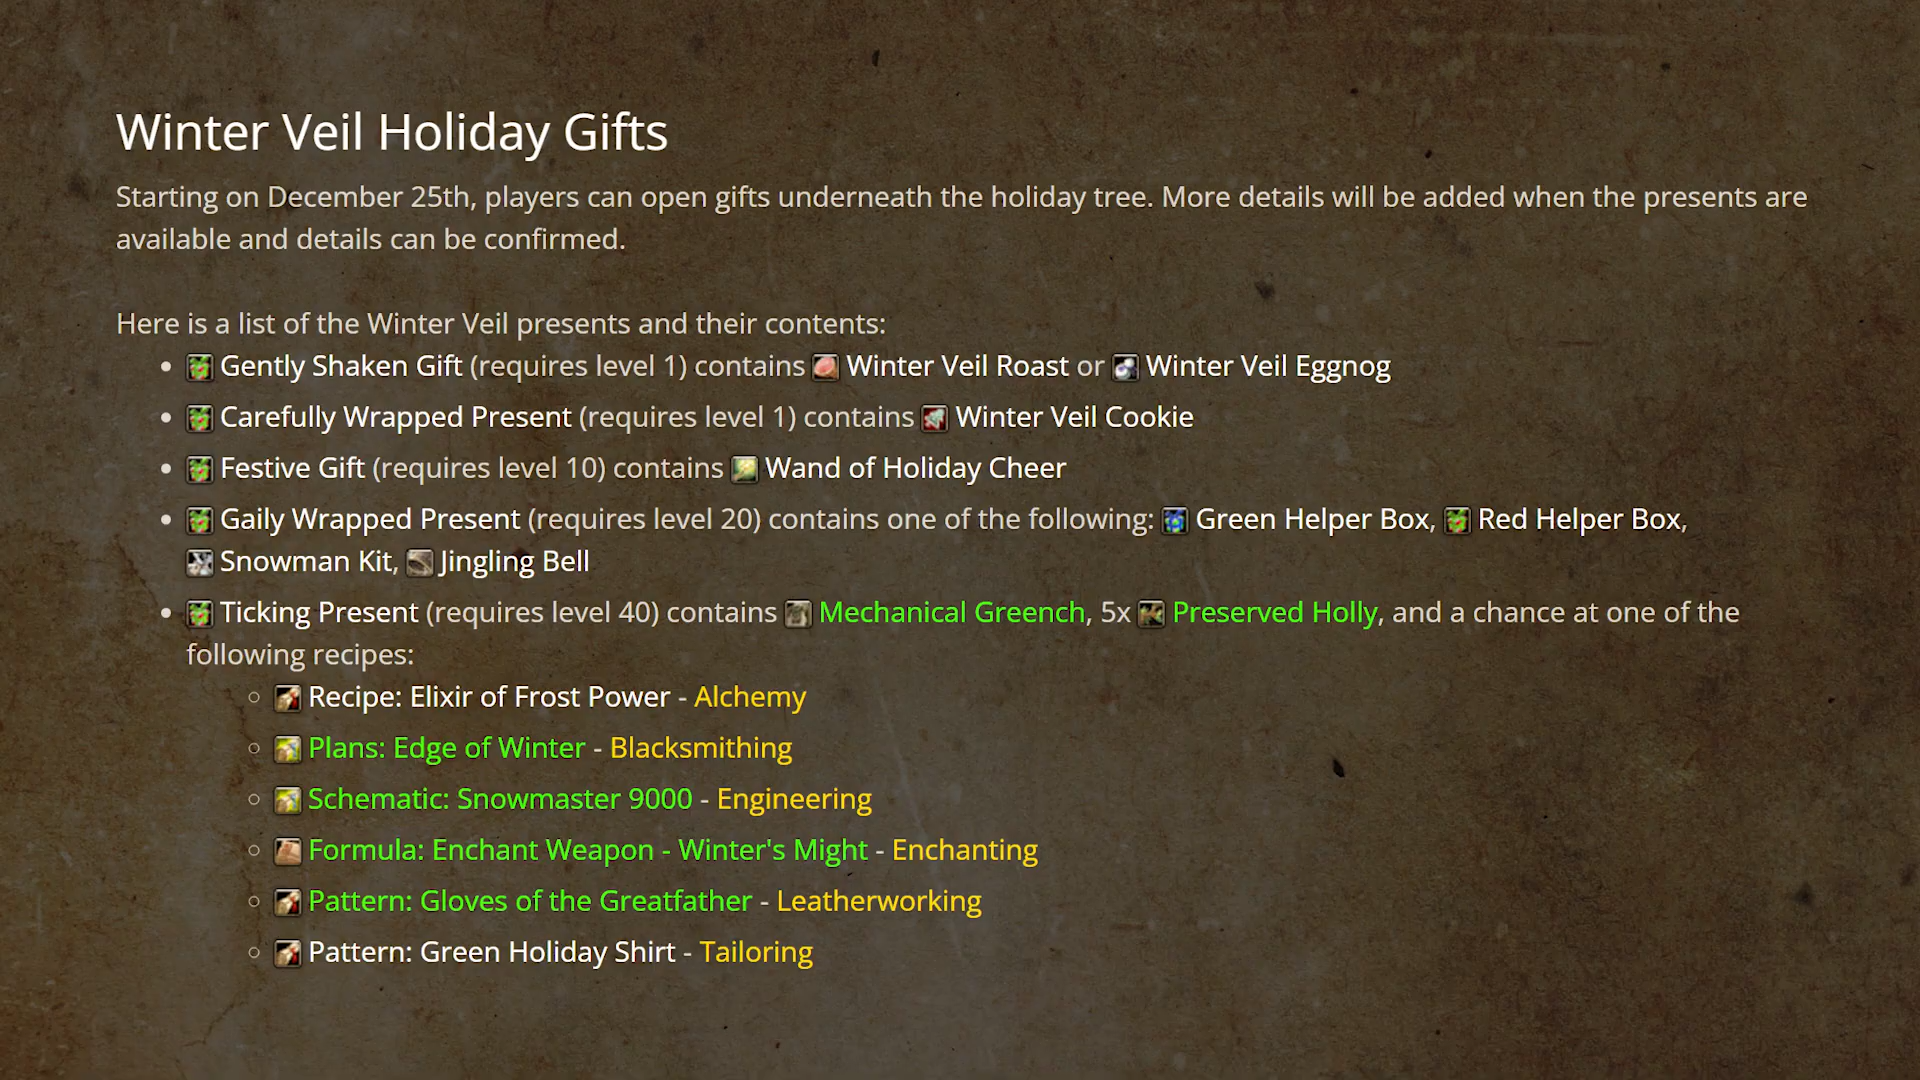 Winter Veil Holiday Gifts
Starting on December 25th, players can open gifts underneath the holiday tree. More details will be added when the presents are
available and details can be confirmed.
Here is a list of the Winter Veil presents and their contents:
Gently Shaken Gift (requires level 1) contains Winter Veil Roast or Winter Veil Eggnog
Carefully Wrapped Present (requires level 1) contains Winter Veil Cookie
Festive Gift (requires level 10) contains Wand of Holiday Cheer
Gaily Wrapped Present (requires level 20) contains one of the following: Green Helper Box, Red Helper Box,
Snowman Kit, Jingling Bell
Ticking Present (requires level 40) contains Mechanical Greench, 5x Preserved Holly, and a chance at one of the
following recipes:
Recipe: Elixir of Frost Power - Alchemy
Plans: Edge of Winter - Blacksmithing
Schematic: Snowmaster 9000 - Engineering
Formula: Enchant Weapon - Winter's Might - Enchanting
Pattern: Gloves of the Greatfather - Leatherworking
Pattern: Green Holiday Shirt - Tailoring